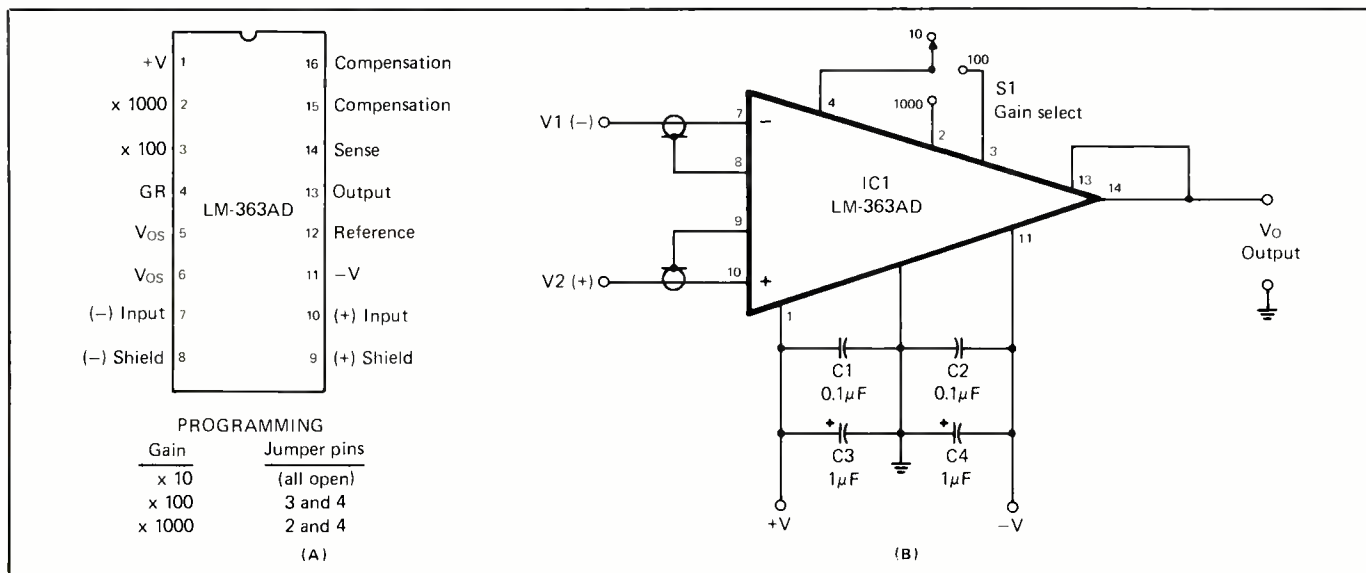 +V 1 16 Compensation
x 1000 2 15 Compensation
x 100 3 14 Sense
GR 4 13 Output
LM-363AD
VOS 5 12 Reference
VOS 6 11 −V
(−) Input 7 10 (+) Input
(−) Shield 8 9 (+) Shield
PROGRAMMING
Gain Jumper pins
x 10 (all open)
x 100 3 and 4
x 1000 2 and 4
(A)
10
100
S1
Gain select
1000
4
2
3
V1 (−)
7
−
8
IC1
LM-363AD
13
14
9
V2 (+)
10
+
11
1
VO
Output
C1
0.1μF
C2
0.1μF
+
C3
1μF
+
C4
1μF
+V
−V
(B)